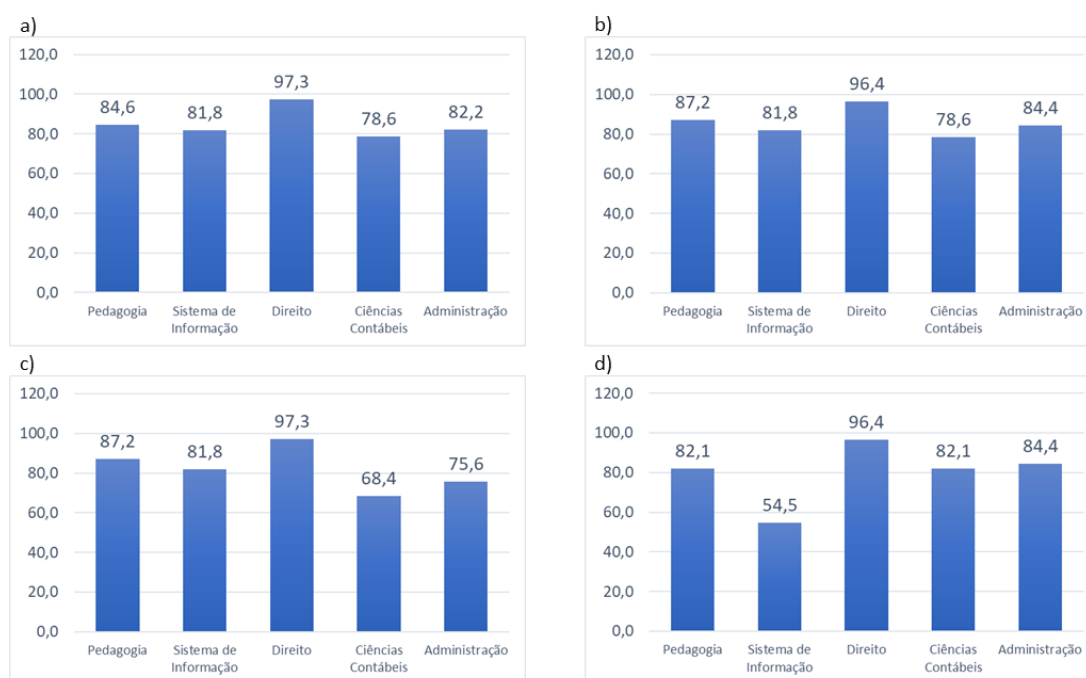 a)
120,0
100,0
80,0
60,0
40,0
20,0
0,0
84,6
81,8
97,3
78,6
82,2
Pedagogia
Sistema de
Informação
Direito
Ciências
Contábeis
Administração
b)
120,0
100,0
80,0
60,0
40,0
20,0
0,0
87,2
81,8
96,4
78,6
84,4
Pedagogia
Sistema de
Informação
Direito
Ciências
Contábeis
Administração
c)
120,0
100,0
80,0
60,0
40,0
20,0
0,0
87,2
81,8
97,3
68,4
75,6
Pedagogia
Sistema de
Informação
Direito
Ciências
Contábeis
Administração
d)
120,0
100,0
80,0
60,0
40,0
20,0
0,0
82,1
54,5
96,4
82,1
84,4
Pedagogia
Sistema de
Informação
Direito
Ciências
Contábeis
Administração